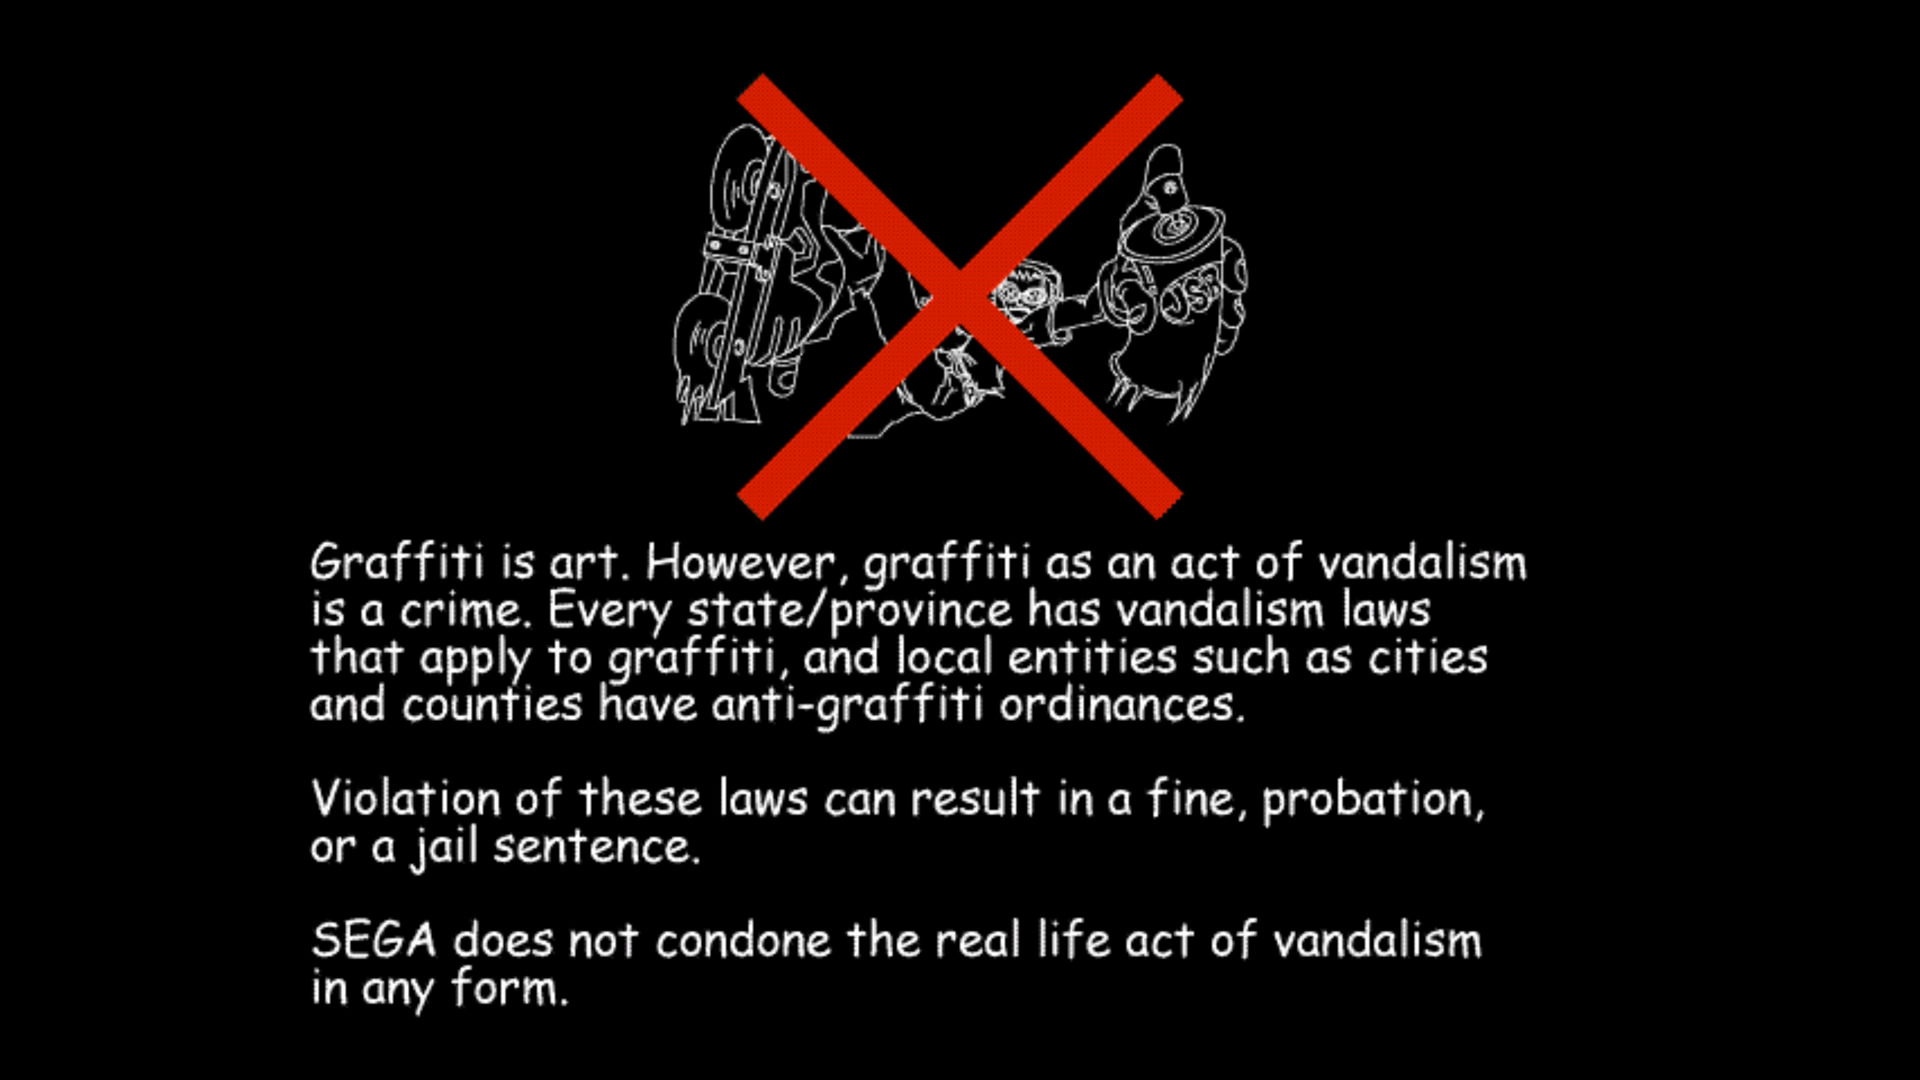 JSR
Graffiti is art. However, graffiti as an act of vandalism
is a crime. Every state/province has vandalism laws
that apply to graffiti, and local entities such as cities
and counties have anti-graffiti ordinances.
Violation of these laws can result in a fine, probation,
or a jail sentence.
SEGA does not condone the real life act of vandalism
in any form.